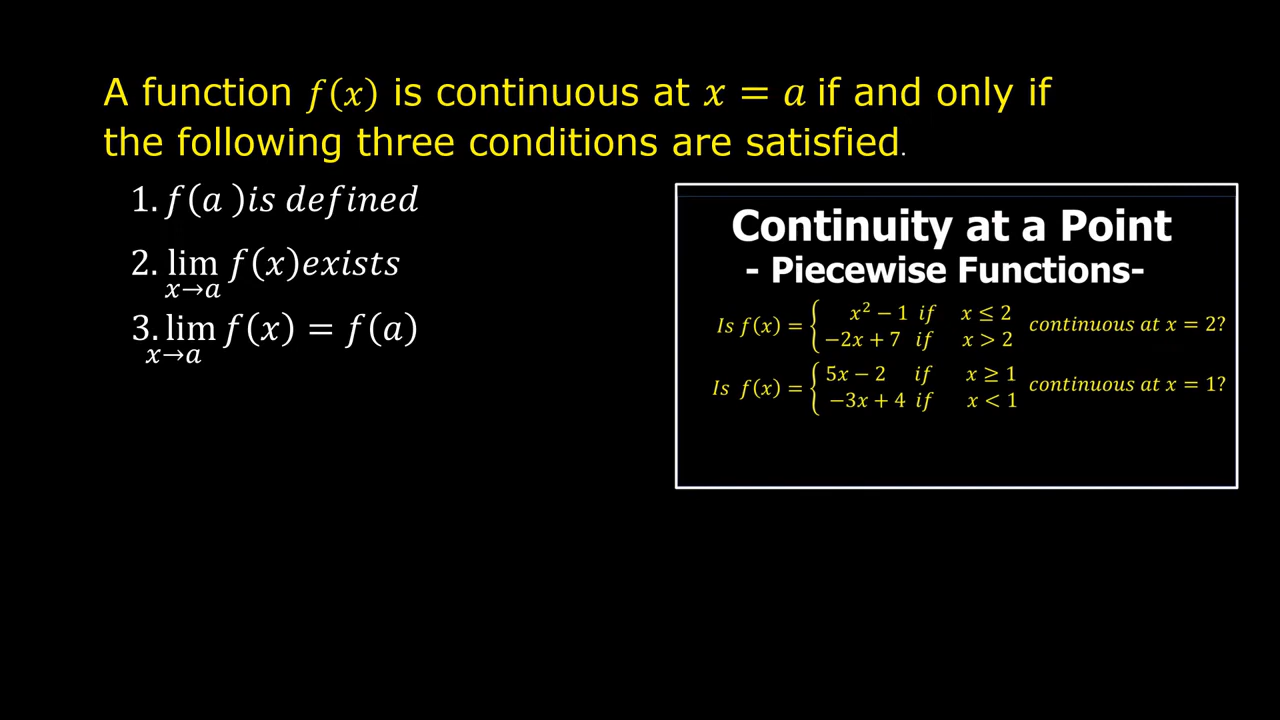 A function f(x) is continuous at x = a if and only if
the following three conditions are satisfied.
1. f(a )is defined
2. lim f(x)exists
x→a
3. lim f(x) = f(a)
x→a
Continuity at a Point
- Piecewise Functions-
Is f(x) = { x² − 1 if x ≤ 2 continuous at x = 2?
−2x + 7 if x > 2
Is f(x) = { 5x − 2 if x ≥ 1 continuous at x = 1?
−3x + 4 if x < 1